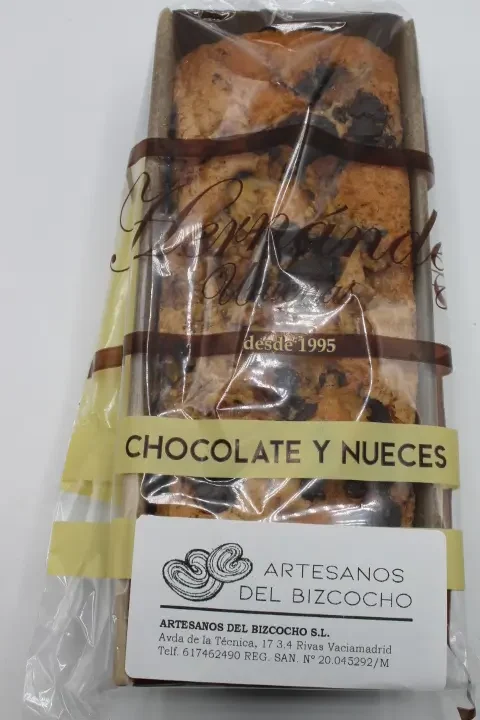 desde 1995
CHOCOLATE Y NUECES
ARTESANOS
DEL BIZCOCHO
ARTESANOS DEL BIZCOCHO S.L.
Avda de la Técnica, 17 3.4 Rivas Vaciamadrid
Telf. 617462490 REG. SAN. Nº 20.045292/M